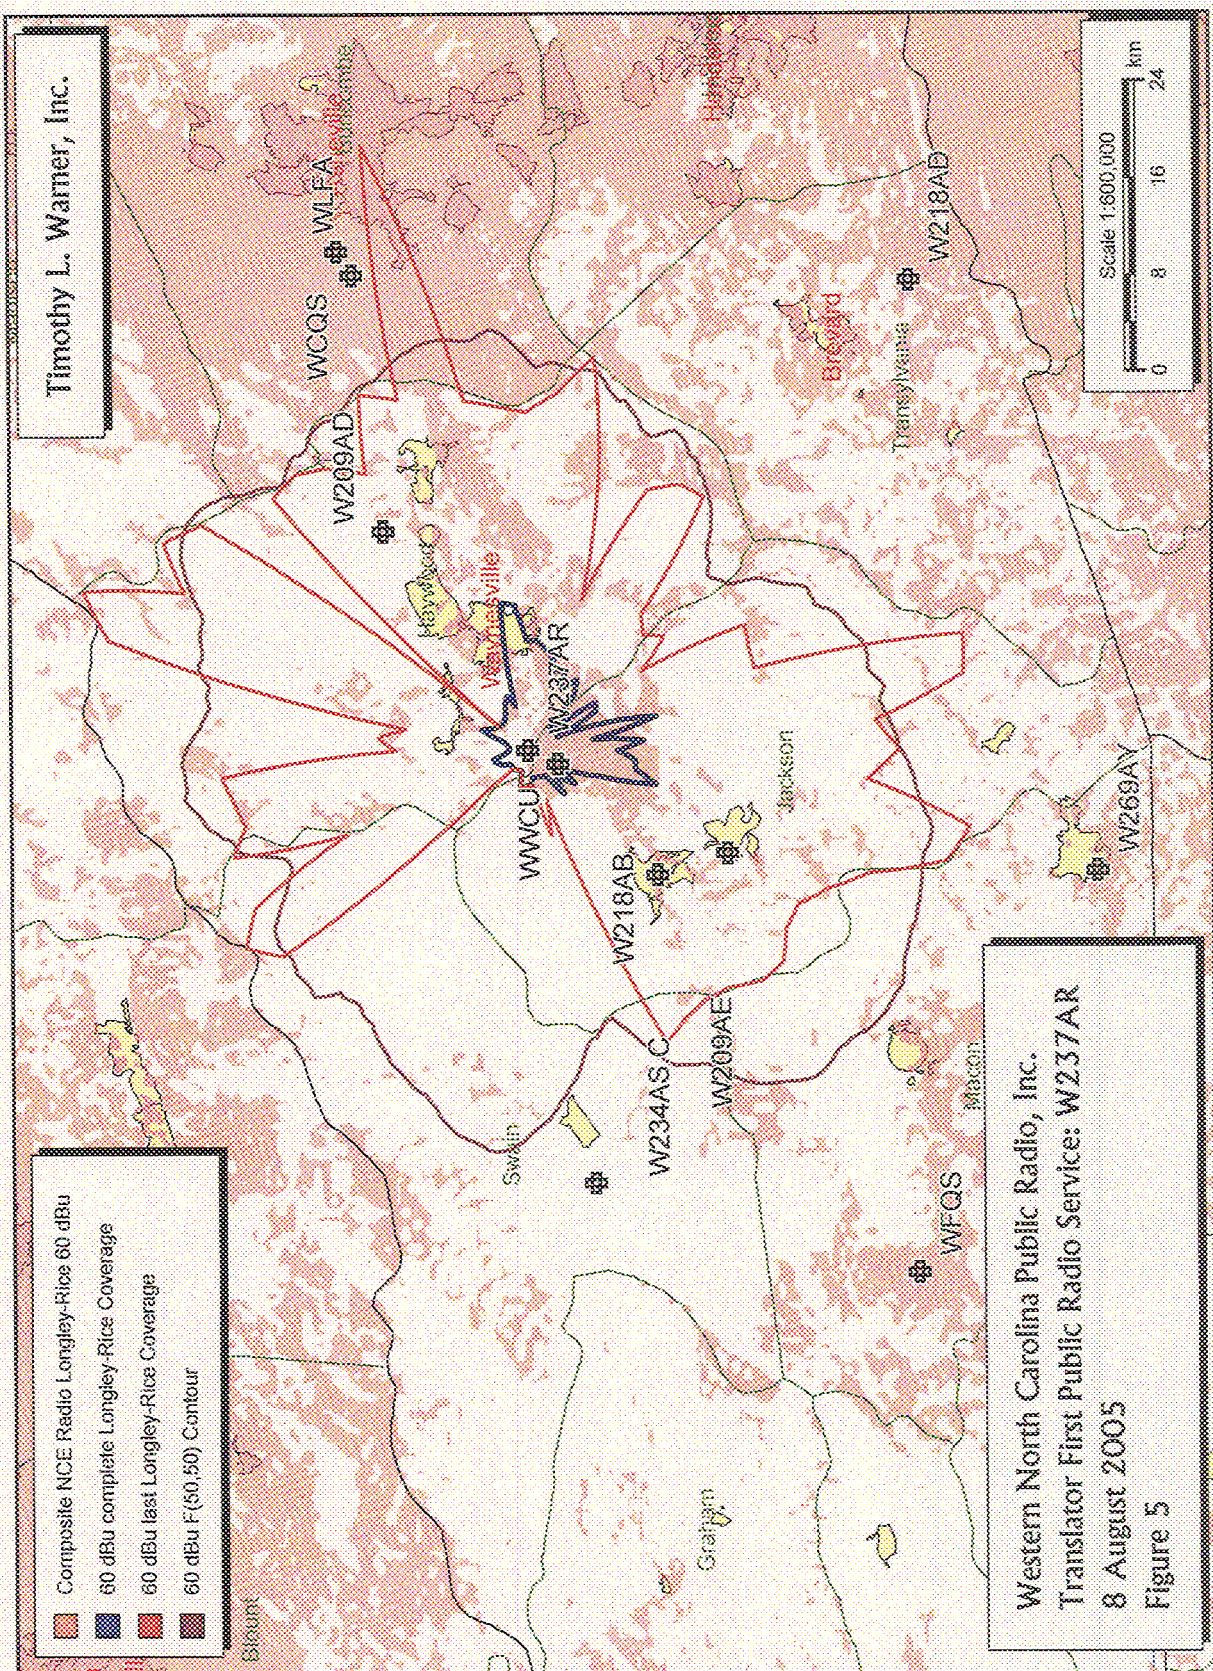 Timothy L. Warner, Inc.
Composite NCE Radio Longley-Rice 60 dBu
60 dBu complete Longley-Rice Coverage
60 dBu last Longley-Rice Coverage
60 dBu F(50,50) Contour
Blount
WLFA
WCQS
W209AD
Haywood
Waynesville
W237AR
WWCU
W218AB
Jackson
Swain
W234AS.C
W209AE
Macon
WFQS
Graham
Brevard
Transylvania
W218AD
W269AY
Scale 1:600,000
0 8 16 24
km
Western North Carolina Public Radio, Inc.
Translator First Public Radio Service: W237AR
8 August 2005
Figure 5